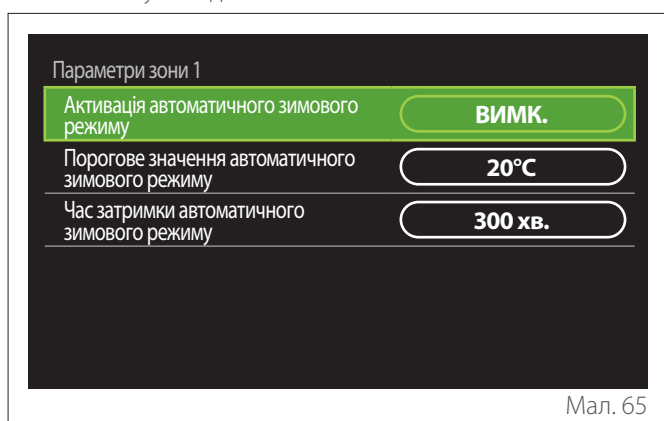 Параметри зони 1
Активація автоматичного зимового
режиму
ВИМК.
Порогове значення автоматичного
зимового режиму
20°C
Час затримки автоматичного
зимового режиму
300 хв.
Мал. 65